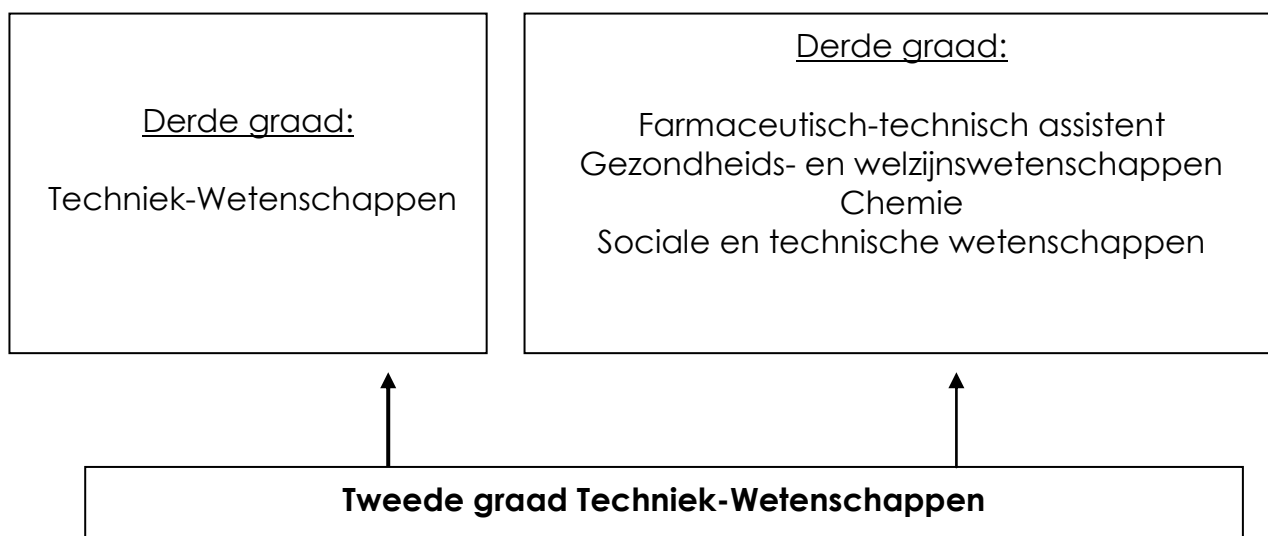 Derde graad:
Techniek-Wetenschappen
Derde graad:
Farmaceutisch-technisch assistent
Gezondheids- en welzijnswetenschappen
Chemie
Sociale en technische wetenschappen
Tweede graad Techniek-Wetenschappen